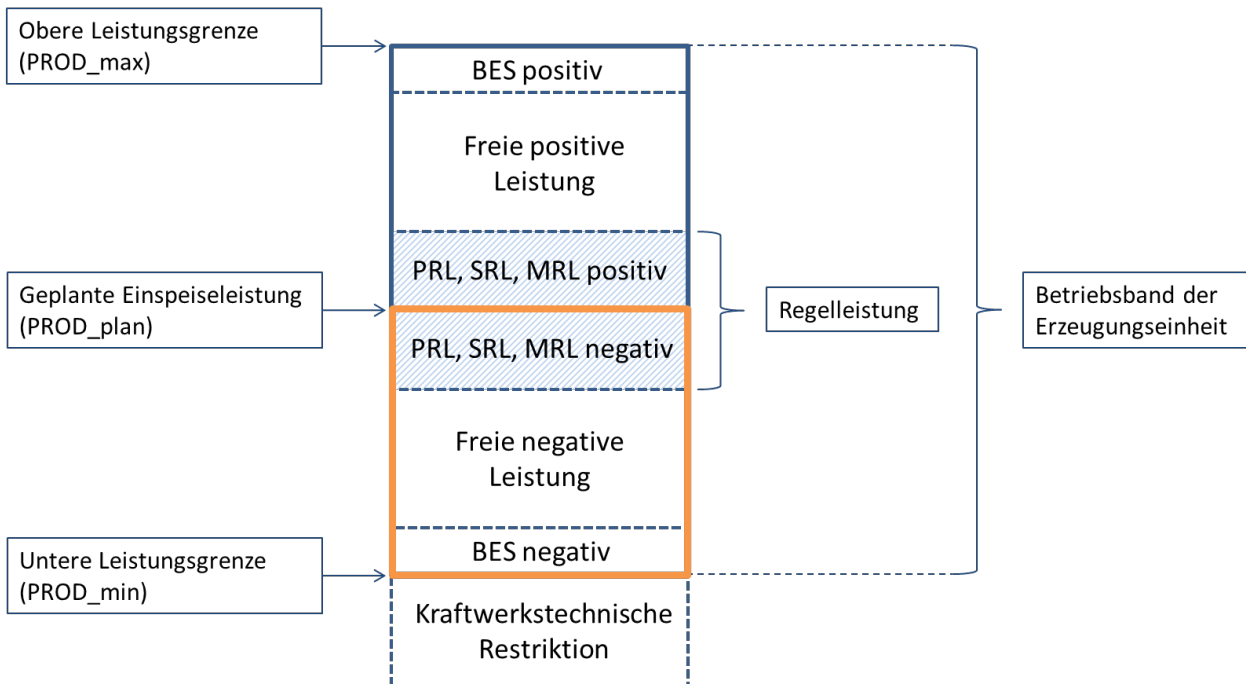 Obere Leistungsgrenze
(PROD_max)
BES positiv
Freie positive
Leistung
PRL, SRL, MRL positiv
Geplante Einspeiseleistung
(PROD_plan)
Regelleistung
Betriebsband der
Erzeugungseinheit
PRL, SRL, MRL negativ
Freie negative
Leistung
Untere Leistungsgrenze
(PROD_min)
BES negativ
Kraftwerkstechnische
Restriktion